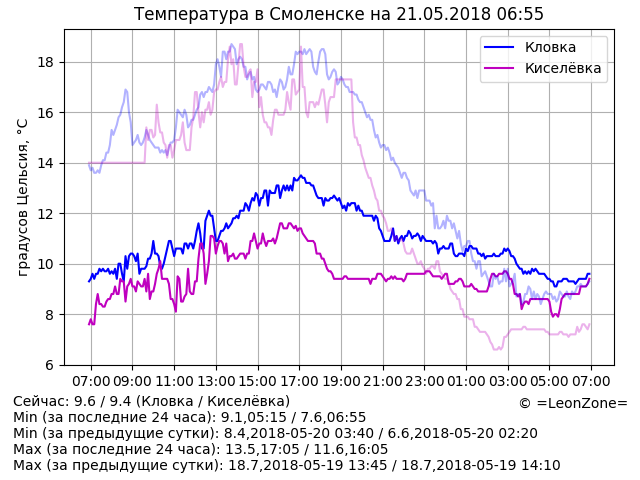 Температура в Смоленске на 21.05.2018 06:55
градусов Цельсия, °C
18
16
14
12
10
8
6
Кловка
Киселёвка
07:00 09:00 11:00 13:00 15:00 17:00 19:00 21:00 23:00 01:00 03:00 05:00 07:00
Сейчас: 9.6 / 9.4 (Кловка / Киселёвка)
© =LeonZone=
Min (за последние 24 часа): 9.1,05:15 / 7.6,06:55
Min (за предыдущие сутки): 8.4,2018-05-20 03:40 / 6.6,2018-05-20 02:20
Max (за последние 24 часа): 13.5,17:05 / 11.6,16:05
Max (за предыдущие сутки): 18.7,2018-05-19 13:45 / 18.7,2018-05-19 14:10